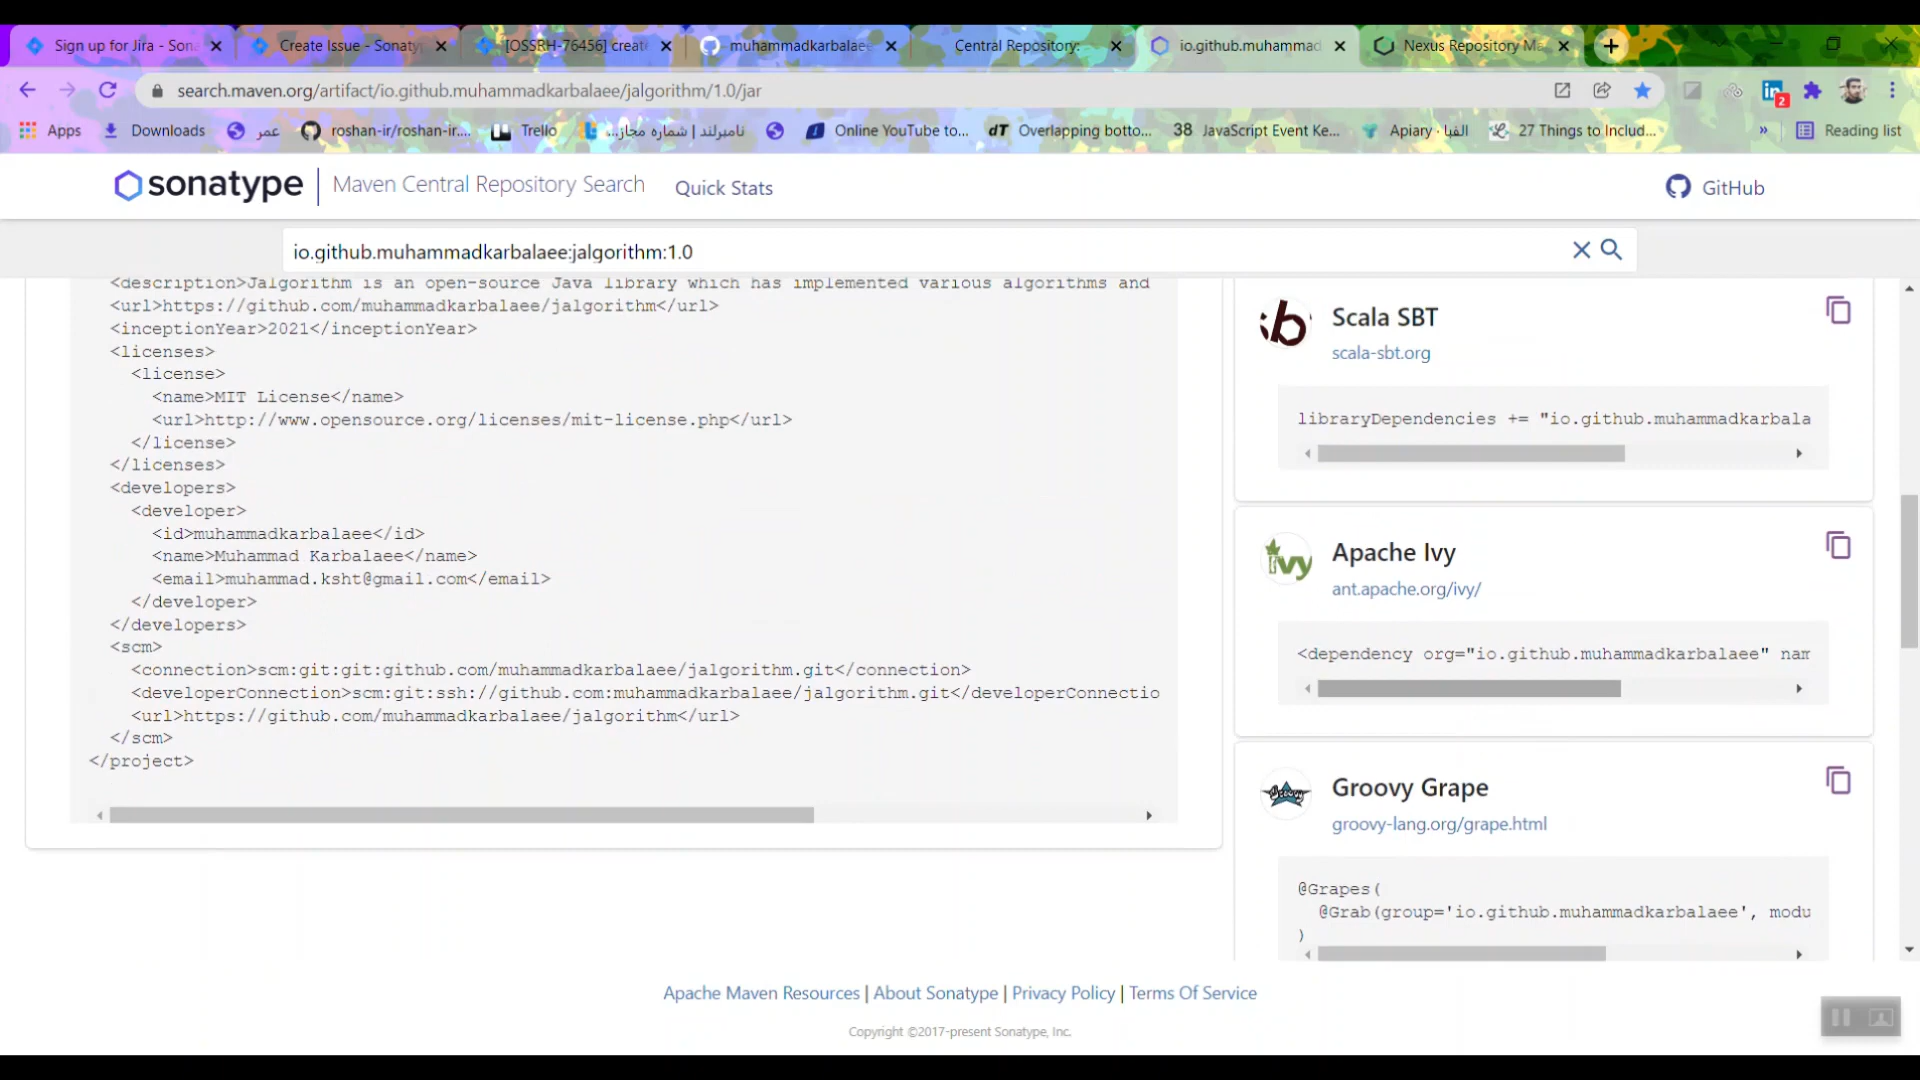 Sign up for Jira - Son
Create Issue - Sonaty
[OSSRH-76456] creat
muhammadkarbalae
Central Repository:
io.github.muhammad
Nexus Repository Ma
search.maven.org/artifact/io.github.muhammadkarbalaee/jalgorithm/1.0/jar
2
Apps
Downloads
عمر
roshan-ir/roshan-ir....
Trello
نامبرلند | شماره مجاز...
Online YouTube to...
dT Overlapping botto...
38 JavaScript Event Ke...
Apiary · الفبا
27 Things to Includ...
»
Reading list
sonatype
Maven Central Repository Search
Quick Stats
GitHub
io.github.muhammadkarbalaee:jalgorithm:1.0
<description>Jalgorithm is an open-source Java library which has implemented various algorithms and
<url>https://github.com/muhammadkarbalaee/jalgorithm</url>
<inceptionYear>2021</inceptionYear>
<licenses>
<license>
<name>MIT License</name>
<url>http://www.opensource.org/licenses/mit-license.php</url>
</license>
</licenses>
<developers>
<developer>
<id>muhammadkarbalaee</id>
<name>Muhammad Karbalaee</name>
<email>muhammad.ksht@gmail.com</email>
</developer>
</developers>
<scm>
<connection>scm:git:git:github.com/muhammadkarbalaee/jalgorithm.git</connection>
<developerConnection>scm:git:ssh://github.com:muhammadkarbalaee/jalgorithm.git</developerConnectio
<url>https://github.com/muhammadkarbalaee/jalgorithm</url>
</scm>
</project>
Scala SBT
scala-sbt.org
libraryDependencies += "io.github.muhammadkarbala
ivy
Apache Ivy
ant.apache.org/ivy/
<dependency org="io.github.muhammadkarbalaee" nam
Groovy
Groovy Grape
groovy-lang.org/grape.html
@Grapes(
@Grab(group='io.github.muhammadkarbalaee', modu
)
Apache Maven Resources | About Sonatype | Privacy Policy | Terms Of Service
Copyright ©2017-present Sonatype, Inc.